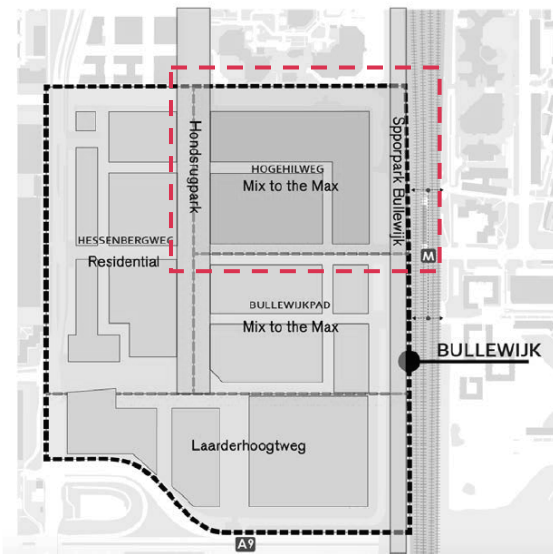 Hondsrugpark
Sppoorpark Bullewijk
HOGEHILWEG
Mix to the Max
HESSENBERGWEG
Residential
M
BULLEWIJKPAD
Mix to the Max
BULLEWIJK
Laarderhoogtweg
A9